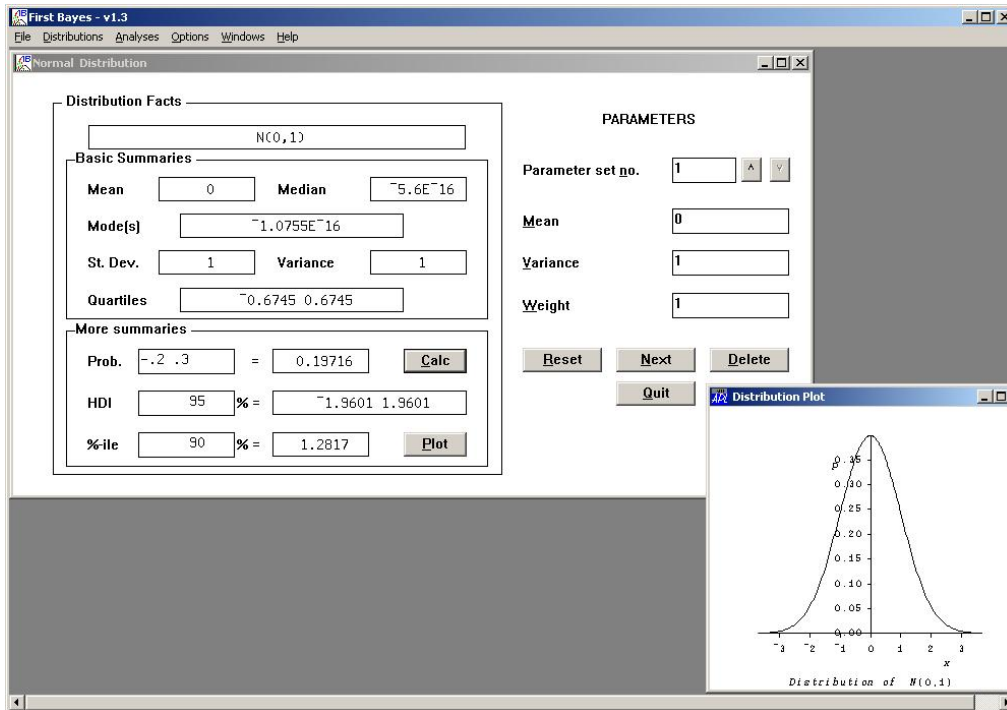 First Bayes - v1.3
File Distributions Analyses Options Windows Help
Normal Distribution
Distribution Facts
N(0,1)
Basic Summaries
Mean 0 Median ¯5.6E¯16
Mode(s) ¯1.0755E¯16
St. Dev. 1 Variance 1
Quartiles ¯0.6745 0.6745
More summaries
Prob. -.2 .3 = 0.19716 Calc
HDI 95 % = ¯1.9601 1.9601
%-ile 90 % = 1.2817 Plot
PARAMETERS
Parameter set no. 1
Mean 0
Variance 1
Weight 1
Reset Next Delete
Quit
Distribution Plot
P
0.35
0.30
0.25
0.20
0.15
0.10
0.05
0.00
¯3 ¯2 ¯1 0 1 2 3
x
Distribution of N(0,1)